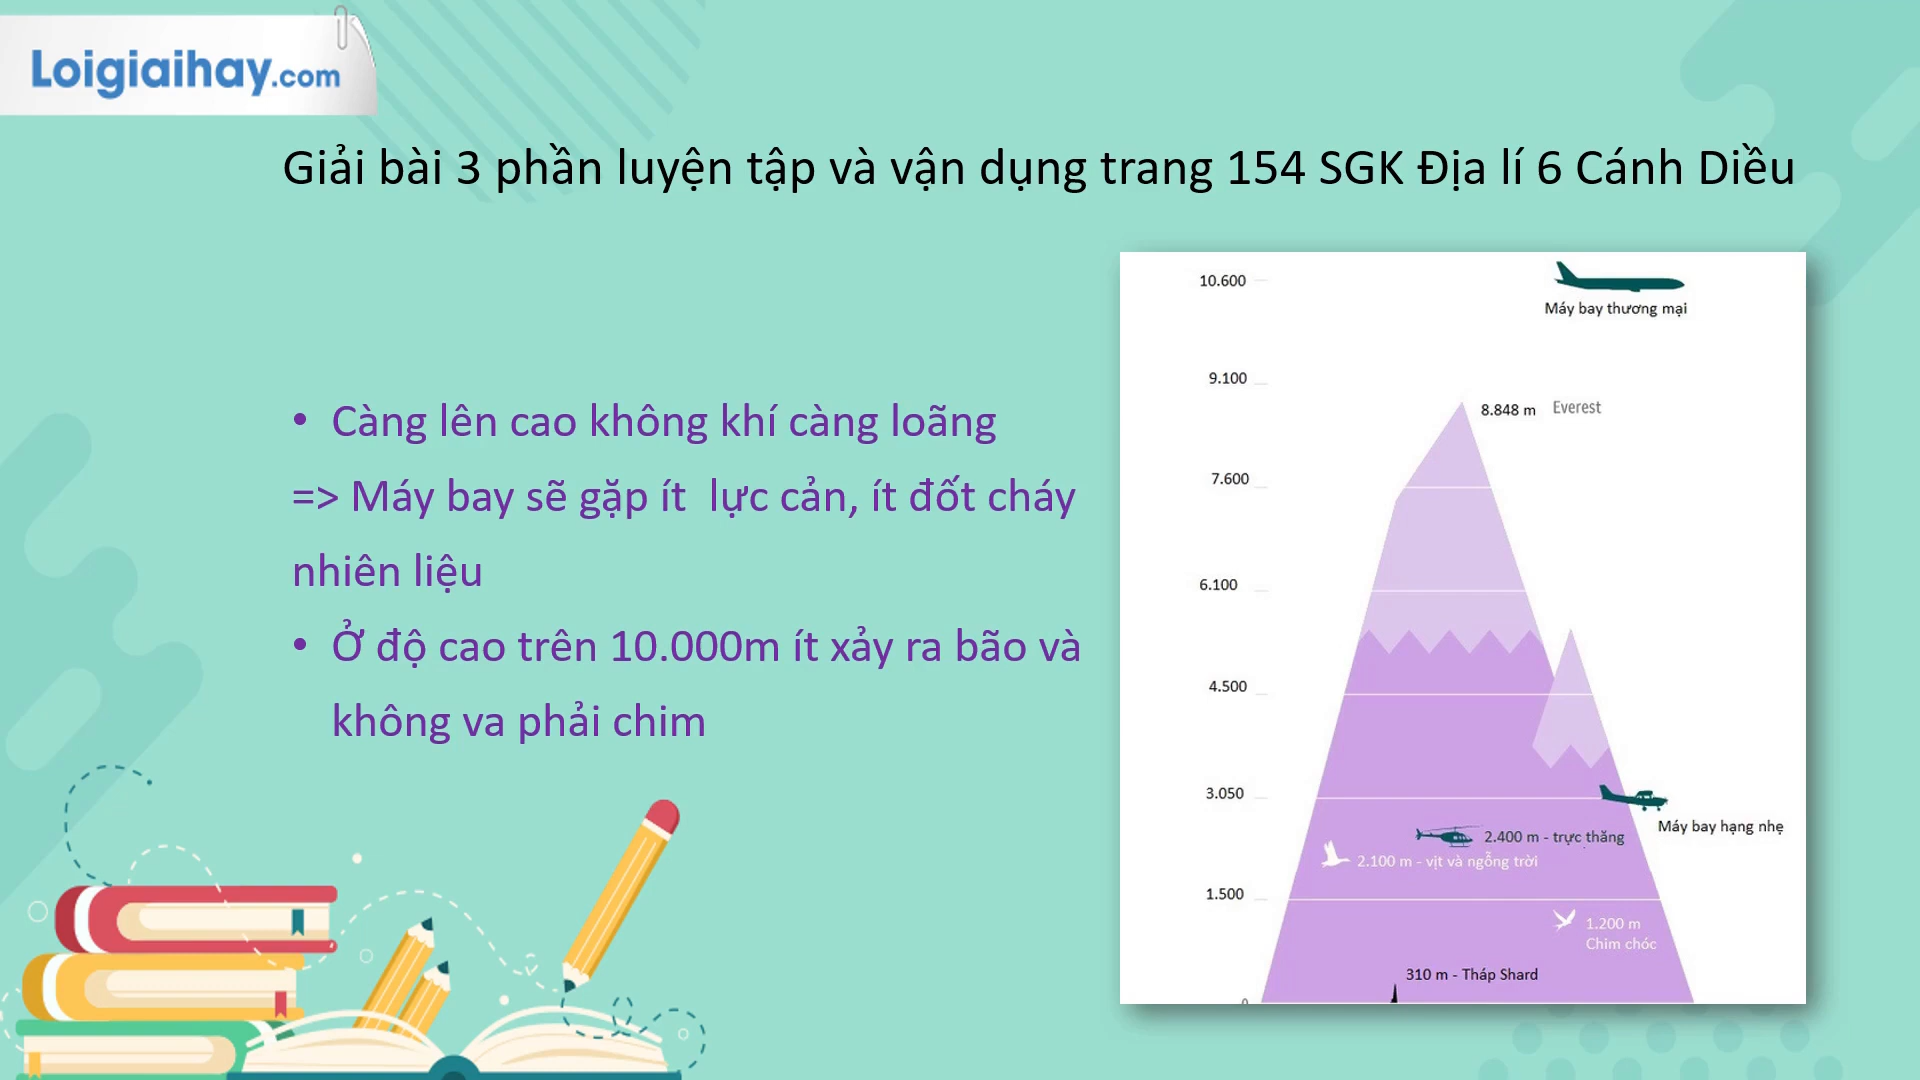 Loigiaihay.com
Giải bài 3 phần luyện tập và vận dụng trang 154 SGK Địa lí 6 Cánh Diều
• Càng lên cao không khí càng loãng
=> Máy bay sẽ gặp ít lực cản, ít đốt cháy
nhiên liệu
• Ở độ cao trên 10.000m ít xảy ra bão và
không va phải chim
10.600
Máy bay thương mại
9.100
8.848 m Everest
7.600
6.100
4.500
3.050
Máy bay hạng nhẹ
2.400 m - trực thăng
2.100 m - vịt và ngỗng trời
1.500
1.200 m
Chim chóc
310 m - Tháp Shard
0